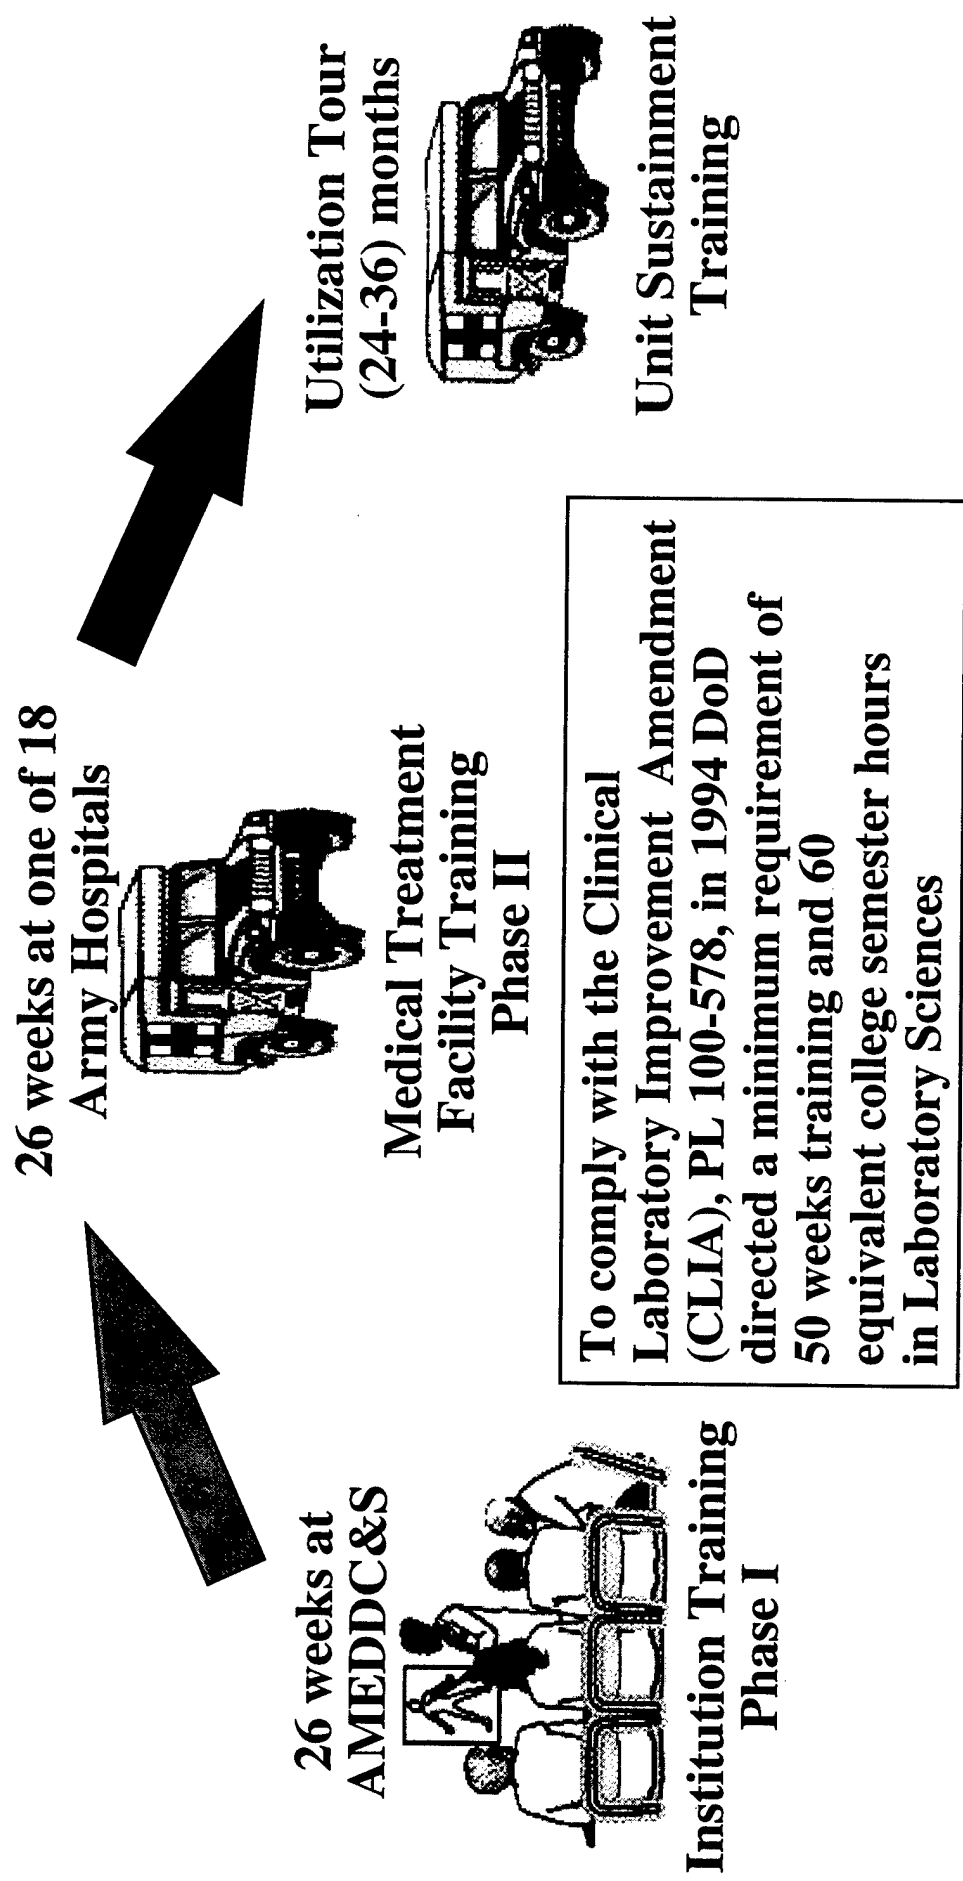 26 weeks at
AMEDDC&S
Institution Training
Phase I
26 weeks at one of 18
Army Hospitals
Medical Treatment
Facility Training
Phase II
Utilization Tour
(24-36) months
Unit Sustainment
Training
To comply with the Clinical
Laboratory Improvement Amendment
(CLIA), PL 100-578, in 1994 DoD
directed a minimum requirement of
50 weeks training and 60
equivalent college semester hours
in Laboratory Sciences